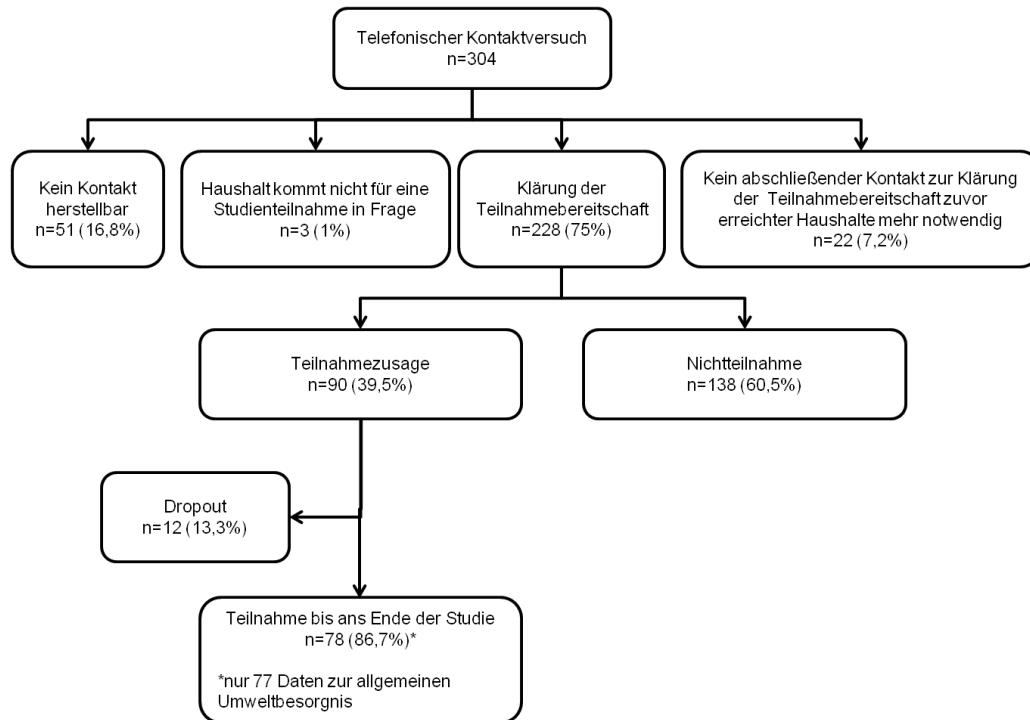 Telefonischer Kontaktversuch
n=304
Kein Kontakt
herstellbar
n=51 (16,8%)
Haushalt kommt nicht für eine
Studienteilnahme in Frage
n=3 (1%)
Klärung der
Teilnahmebereitschaft
n=228 (75%)
Kein abschließender Kontakt zur Klärung
der Teilnahmebereitschaft zuvor
erreichter Haushalte mehr notwendig
n=22 (7,2%)
Teilnahmezusage
n=90 (39,5%)
Nichtteilnahme
n=138 (60,5%)
Dropout
n=12 (13,3%)
Teilnahme bis ans Ende der Studie
n=78 (86,7%)*
*nur 77 Daten zur allgemeinen
Umweltbesorgnis